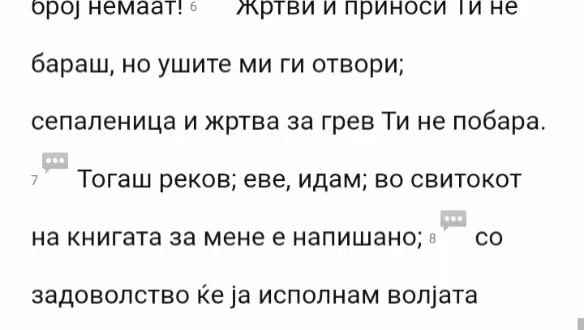 број немаат! 6 Жртви и приноси Ти не
бараш, но ушите ми ги отвори;
сепаленица и жртва за грев Ти не побара.
7 Тогаш реков; еве, идам; во свитокот
на книгата за мене е напишано; 8 со
задоволство ќе ја исполнам волјата